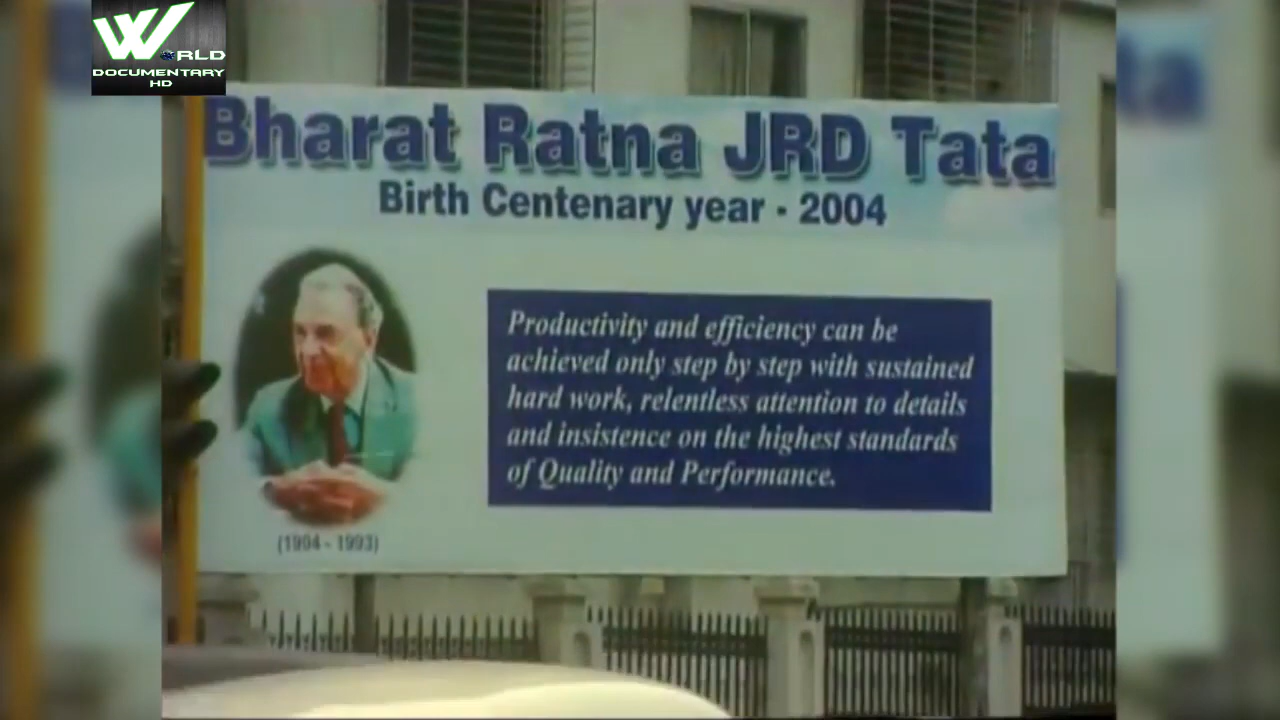 WORLD
DOCUMENTARY
HD
Bharat Ratna JRD Tata
Birth Centenary year - 2004
Productivity and efficiency can be
achieved only step by step with sustained
hard work, relentless attention to details
and insistence on the highest standards
of Quality and Performance.
(1904 - 1993)
ta